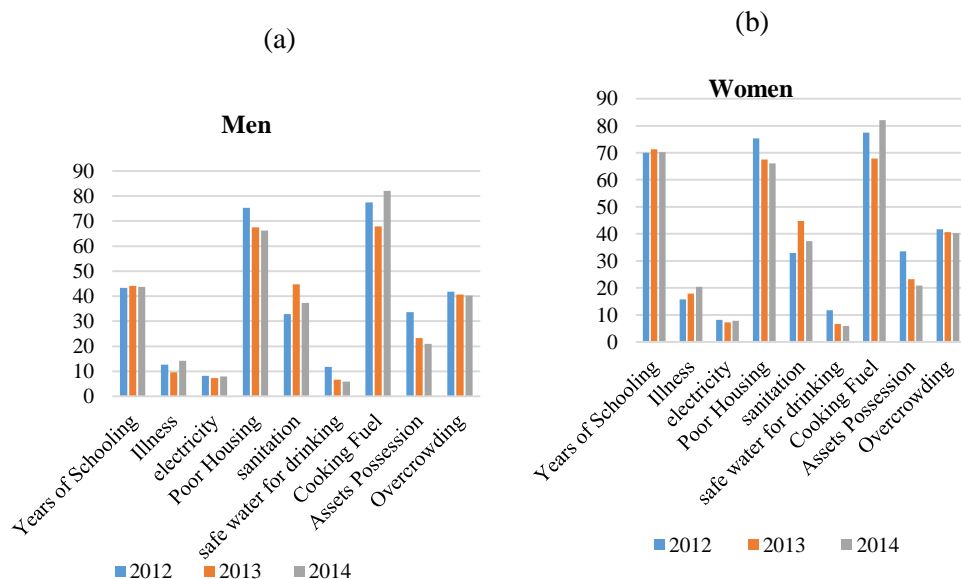 (a)
Men
90
80
70
60
50
40
30
20
10
0
Years of Schooling
Illness
electricity
Poor Housing
sanitation
safe water for drinking
Cooking Fuel
Assets Possession
Overcrowding
2012 2013 2014
(b)
Women
90
80
70
60
50
40
30
20
10
0
Years of Schooling
Illness
electricity
Poor Housing
sanitation
safe water for drinking
Cooking Fuel
Assets Possession
Overcrowding
2012 2013 2014